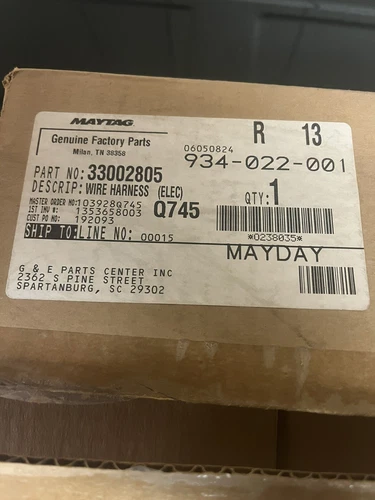 MAYTAG
Genuine Factory Parts
Milan, TN 38358
R 13
06050824
934-022-001
PART NO: 33002805
DESCRIP: WIRE HARNESS (ELEC)
MASTER ORDER NO: 103928Q745
1ST INV #: 1353658003
CUST PO NO: 192093
Q745
QTY: 1
SHIP TO: LINE NO: 00015
*0238035*
MAYDAY
G & E PARTS CENTER INC
2362 S PINE STREET
SPARTANBURG, SC 29302